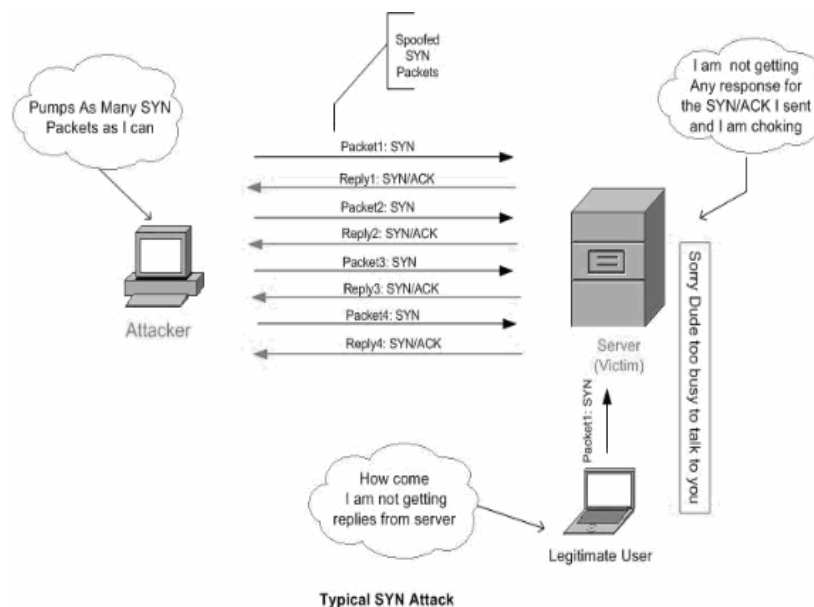 Spoofed
SYN
Packets
Pumps As Many SYN
Packets as I can
I am not getting
Any response for
the SYN/ACK I sent
and I am choking
Packet1: SYN
Reply1: SYN/ACK
Packet2: SYN
Reply2: SYN/ACK
Packet3: SYN
Reply3: SYN/ACK
Packet4: SYN
Reply4: SYN/ACK
Attacker
Server
(Victim)
Sorry Dude too busy to talk to you
Packet1: SYN
How come
I am not getting
replies from server
Legitimate User
Typical SYN Attack